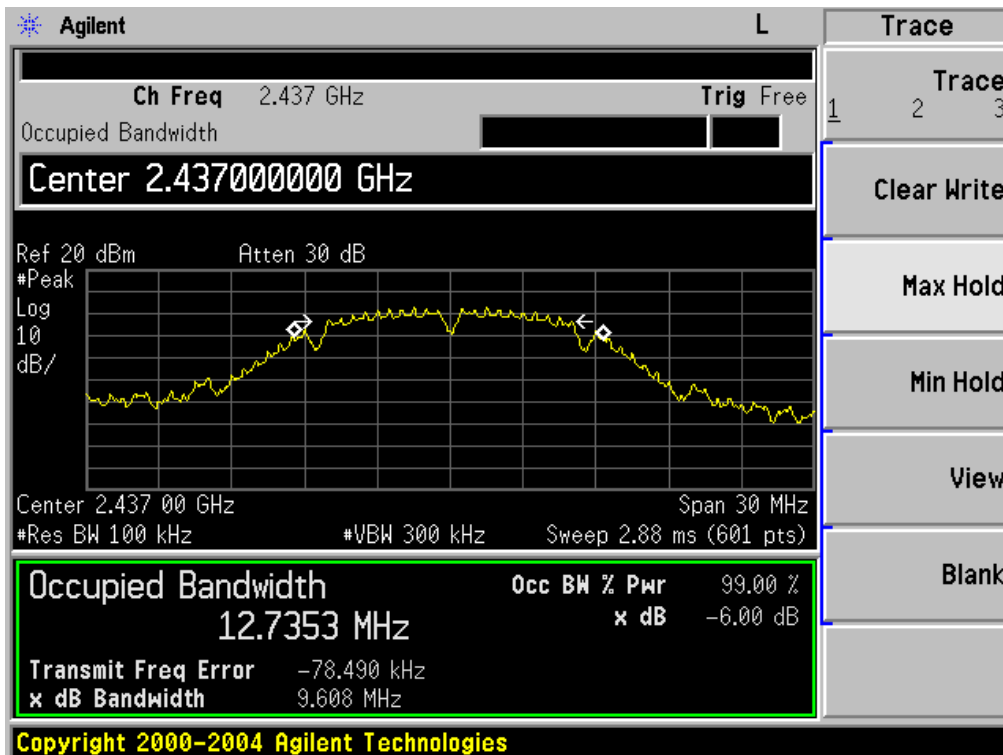 Agilent L
Ch Freq 2.437 GHz Trig Free
Occupied Bandwidth
Center 2.437000000 GHz
Ref 20 dBm Atten 30 dB
#Peak
Log
10
dB/
Center 2.437 00 GHz Span 30 MHz
#Res BW 100 kHz #VBW 300 kHz Sweep 2.88 ms (601 pts)
Occupied Bandwidth
12.7353 MHz
Occ BW % Pwr 99.00 %
x dB -6.00 dB
Transmit Freq Error -78.490 kHz
x dB Bandwidth 9.608 MHz
Copyright 2000-2004 Agilent Technologies
Trace
Trace
1 2 3
Clear Write
Max Hold
Min Hold
View
Blank